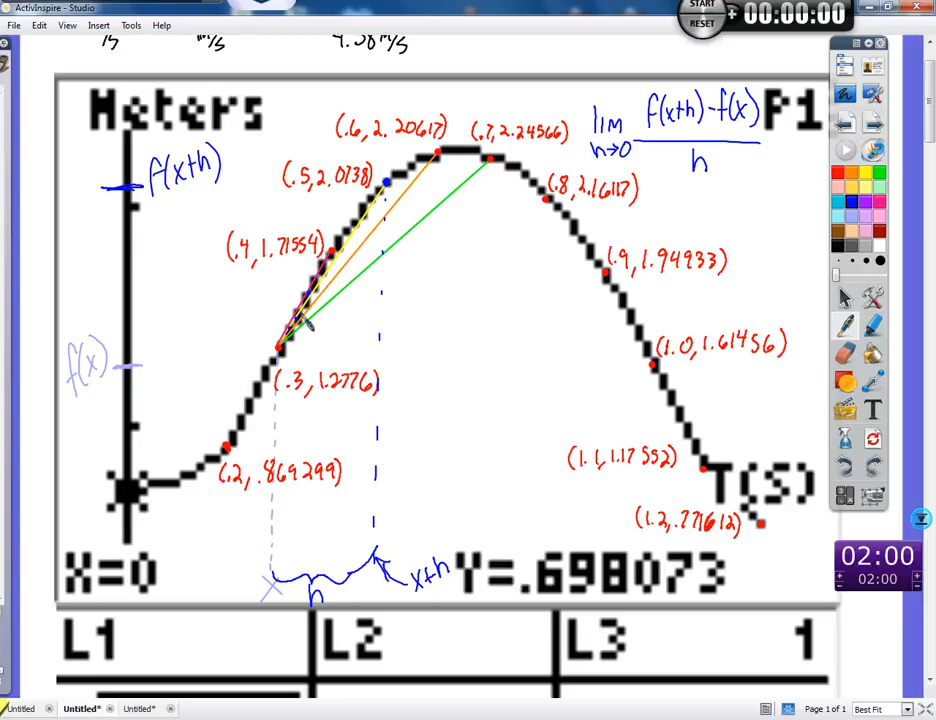 ActivInspire - Studio
START
RESET
00:00:00
File Edit View Insert Tools Help
m/s
4.38 m/s
Meters
P1
(.6, 2.20617)
(.7, 2.24566)
lim h→0 f(x+h)-f(x)
h
f(x+h)
(.5, 2.0738)
(.8, 2.16117)
(.4, 1.71554)
(.9, 1.94933)
f(x)
(1.0, 1.61456)
(.3, 1.2776)
(1.1, 1.17552)
(.2, .869299)
T(S)
(1.2, .771612)
02:00
02:00
X=0
Y=.698073
X
h
x+h
L1 L2 L3 1
Untitled Untitled* Untitled*
Page 1 of 1
Best Fit